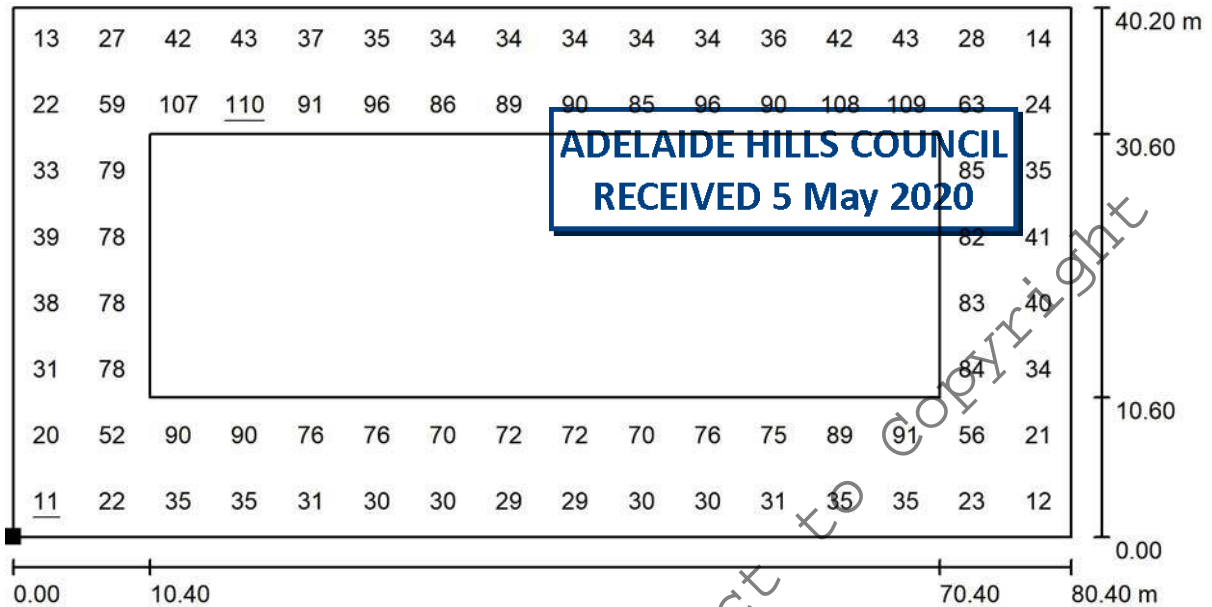 13 27 42 43 37 35 34 34 34 34 34 36 42 43 28 14
40.20 m
22 59 107 110 91 96 86 89 90 85 96 90 108 109 63 24
ADELAIDE HILLS COUNCIL
30.60
33 79 85 35
RECEIVED 5 May 2020
39 78 82 41
38 78 83 40
31 78 84 34
10.60
20 52 90 90 76 76 70 72 72 70 76 75 89 91 56 21
11 22 35 35 31 30 30 29 29 30 30 31 35 35 23 12
0.00
0.00 10.40 70.40 80.40 m
ct to Copyright